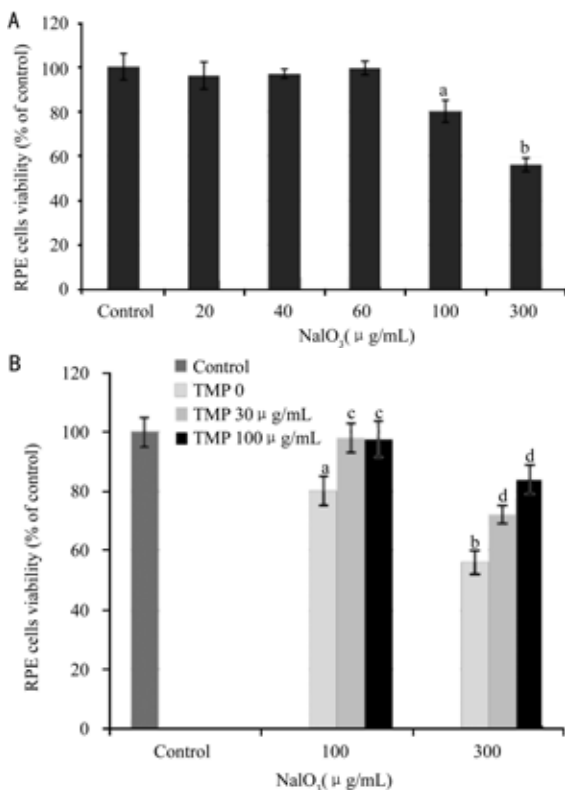 A
120
100
80
60
40
20
0
RPE cells viability (% of control)
a
b
Control 20 40 60 100 300
NaIO3( μ g/mL)
B
120
100
80
60
40
20
0
RPE cells viability (% of control)
Control
TMP 0
TMP 30 μ g/mL
TMP 100 μ g/mL
a c c
b d d
Control 100 300
NaIO3( μ g/mL)